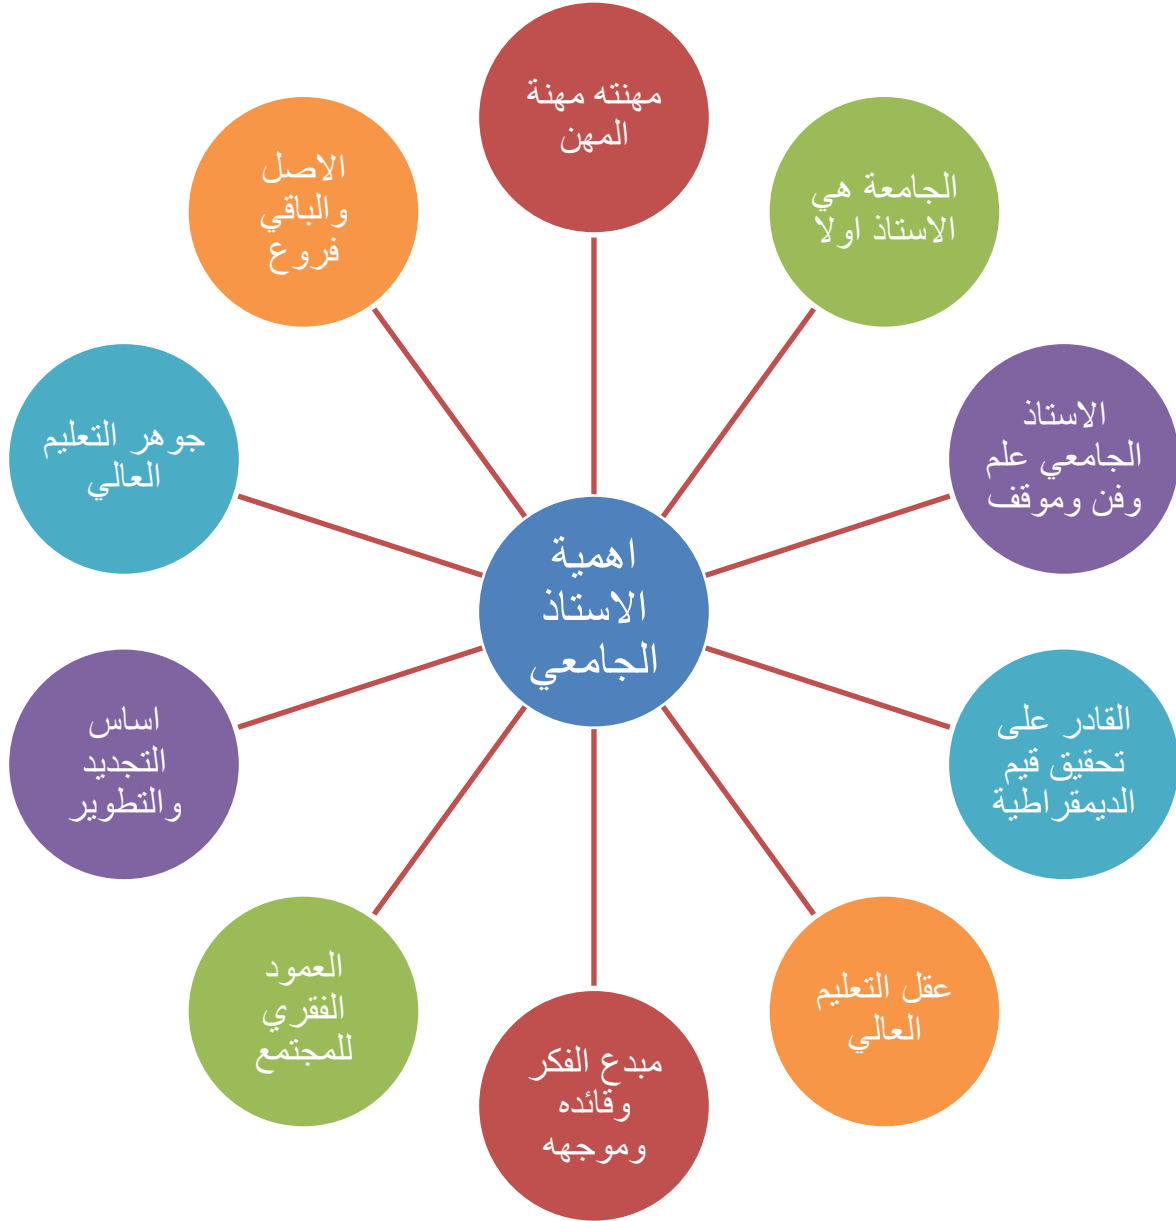 مهنته مهنة
المهن
الجامعة هي
الاستاذ اولا
الاستاذ
الجامعي علم
وفن وموقف
القادر على
تحقيق قيم
الديمقراطية
عقل التعليم
العالي
مبدع الفكر
وقائده
وموجهه
العمود
الفقري
للمجتمع
اساس
التجديد
والتطوير
جوهر التعليم
العالي
الاصل
والباقي
فروع
اهمية
الاستاذ
الجامعي